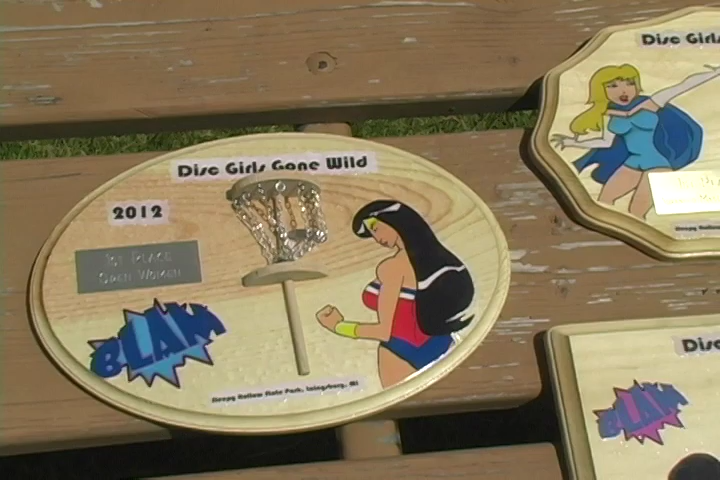 Disc Girls Gone Wild
2012
1st Place
Open Women
BLAM
Sleepy Hollow State Park, Laingsburg, MI
Disc Girls
Disc
BLAM